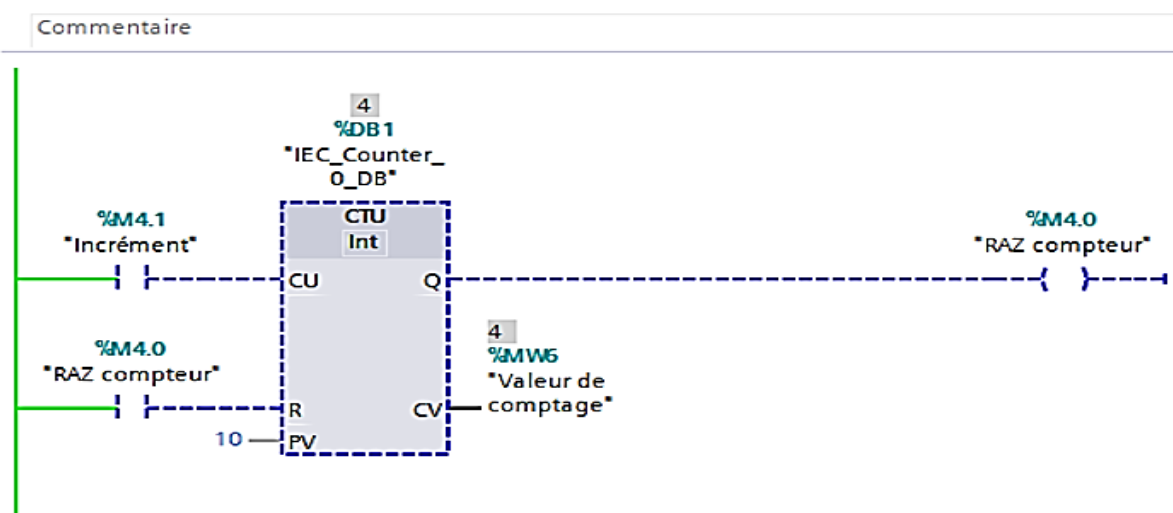 Commentaire
4
%DB1
"IEC_Counter_
0_DB"
%M4.1
"Incrément"
CTU
Int
%M4.0
"RAZ compteur"
CU
Q
%M4.0
"RAZ compteur"
4
%MW6
"Valeur de
comptage"
R
CV
10
PV